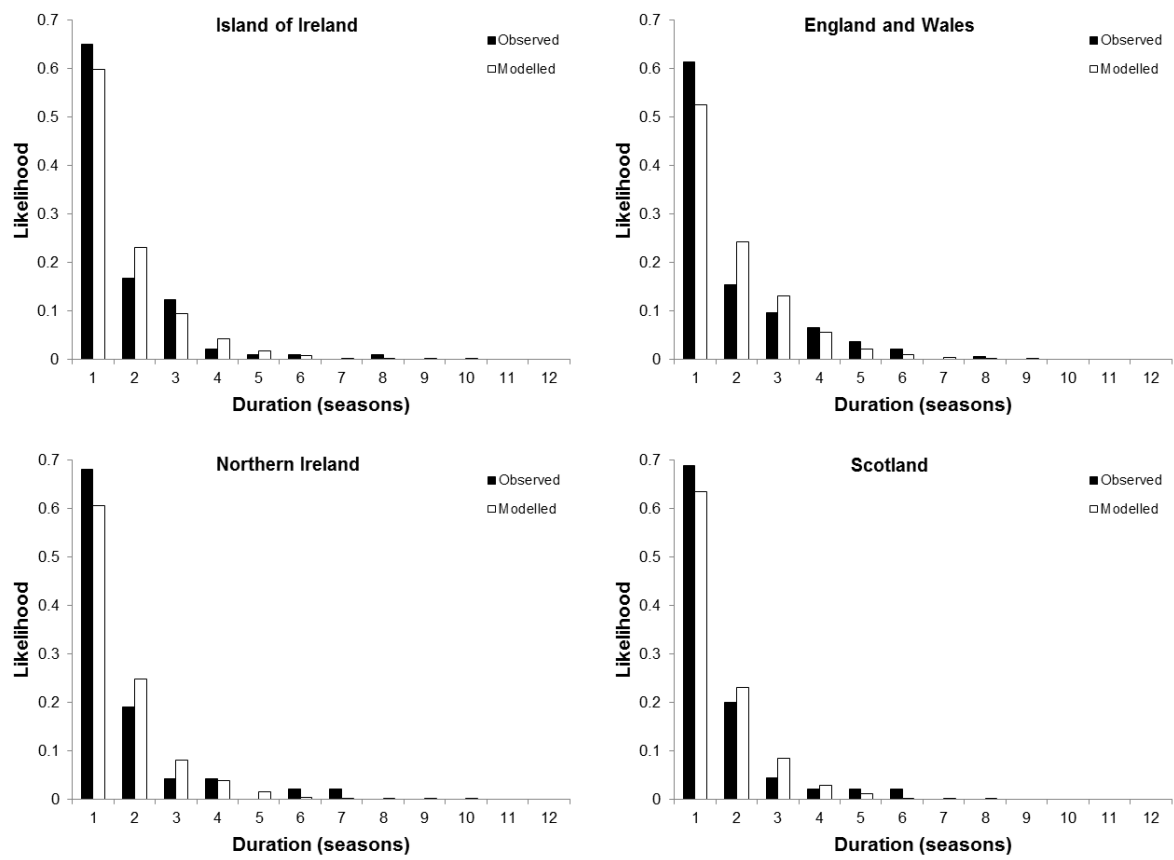 Island of Ireland
Observed
Modelled
Likelihood
0.7
0.6
0.5
0.4
0.3
0.2
0.1
0
1 2 3 4 5 6 7 8 9 10 11 12
Duration (seasons)
England and Wales
Observed
Modelled
Likelihood
0.7
0.6
0.5
0.4
0.3
0.2
0.1
0
1 2 3 4 5 6 7 8 9 10 11 12
Duration (seasons)
Northern Ireland
Observed
Modelled
Likelihood
0.7
0.6
0.5
0.4
0.3
0.2
0.1
0
1 2 3 4 5 6 7 8 9 10 11 12
Duration (seasons)
Scotland
Observed
Modelled
Likelihood
0.7
0.6
0.5
0.4
0.3
0.2
0.1
0
1 2 3 4 5 6 7 8 9 10 11 12
Duration (seasons)